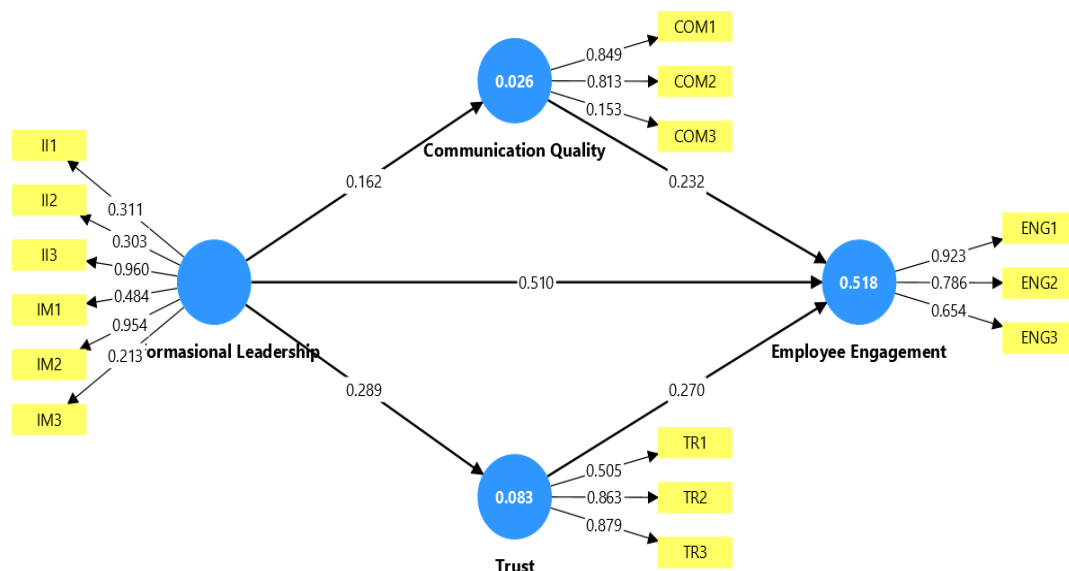 COM1
0.849
0.026
0.813
COM2
0.153
COM3
Communication Quality
II1
0.311
II2
0.303
II3
0.960
0.484
IM1
0.954
0.213
IM2
IM3
ormasional Leadership
0.162
0.232
0.510
0.289
0.270
0.518
Employee Engagement
ENG1
0.923
0.786
ENG2
0.654
ENG3
TR1
0.505
0.083
0.863
TR2
0.879
TR3
Trust